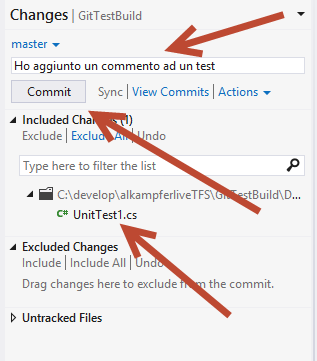 Changes | GitTestBuild
master
Ho aggiunto un commento ad un test
Commit Sync | View Commits | Actions
Included Changes (1)
Exclude | Exclude All | Undo
Type here to filter the list
C:\develop\alkampferliveTFS\GitTestBuild\D...
C# UnitTest1.cs
Excluded Changes
Include | Include All | Undo
Drag changes here to exclude from the commit.
Untracked Files